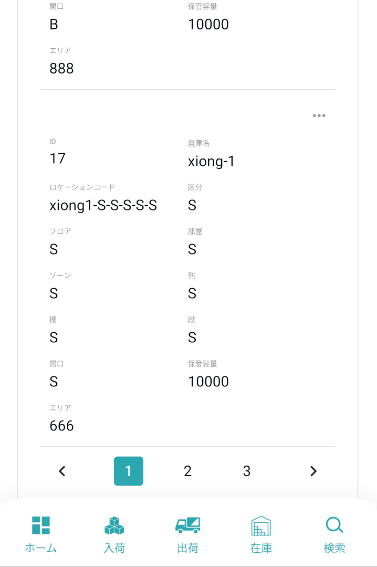 間口 保管容量
B 10000
エリア
888
ID 倉庫名
17 xiong-1
ロケーションコード 区分
xiong1-S-S-S-S-S S
フロア 部屋
S S
ゾーン 列
S S
棚 段
S S
間口 保管容量
S 10000
エリア
666
1 2 3
ホーム 入荷 出荷 在庫 検索